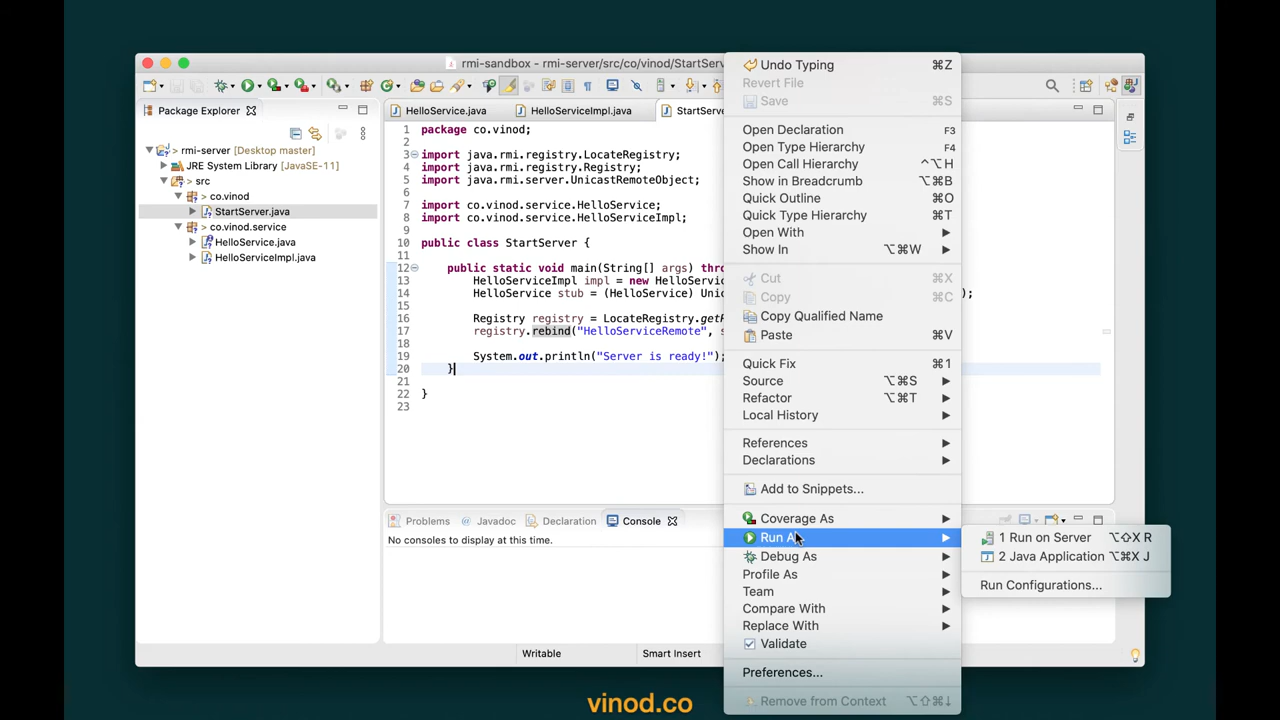 rmi-sandbox - rmi-server/src/co/vinod/StartServ
Package Explorer
rmi-server [Desktop master]
JRE System Library [JavaSE-11]
src
co.vinod
StartServer.java
co.vinod.service
HelloService.java
HelloServiceImpl.java
HelloService.java
HelloServiceImpl.java
StartServe
1 package co.vinod;
2
3 import java.rmi.registry.LocateRegistry;
4 import java.rmi.registry.Registry;
5 import java.rmi.server.UnicastRemoteObject;
6
7 import co.vinod.service.HelloService;
8 import co.vinod.service.HelloServiceImpl;
9
10 public class StartServer {
11
12 public static void main(String[] args) thro
13 HelloServiceImpl impl = new HelloServic
14 HelloService stub = (HelloService) Unic );
15
16 Registry registry = LocateRegistry.getR
17 registry.rebind("HelloServiceRemote", s
18
19 System.out.println("Server is ready!");
20 }
21
22 }
23
Problems
@ Javadoc
Declaration
Console
No consoles to display at this time.
Writable
Smart Insert
Undo Typing ⌘Z
Revert File
Save ⌘S
Open Declaration F3
Open Type Hierarchy F4
Open Call Hierarchy ^⌥H
Show in Breadcrumb ⌥⌘B
Quick Outline ⌘O
Quick Type Hierarchy ⌘T
Open With
Show In ⌥⌘W
Cut ⌘X
Copy ⌘C
Copy Qualified Name
Paste ⌘V
Quick Fix ⌘1
Source ⌥⌘S
Refactor ⌥⌘T
Local History
References
Declarations
Add to Snippets...
Coverage As
Run A
Debug As
Profile As
Team
Compare With
Replace With
Validate
Preferences...
Remove from Context ⌥⇧⌘↓
1 Run on Server ⌥⇧X R
2 Java Application ⌥⌘X J
Run Configurations...
vinod.co